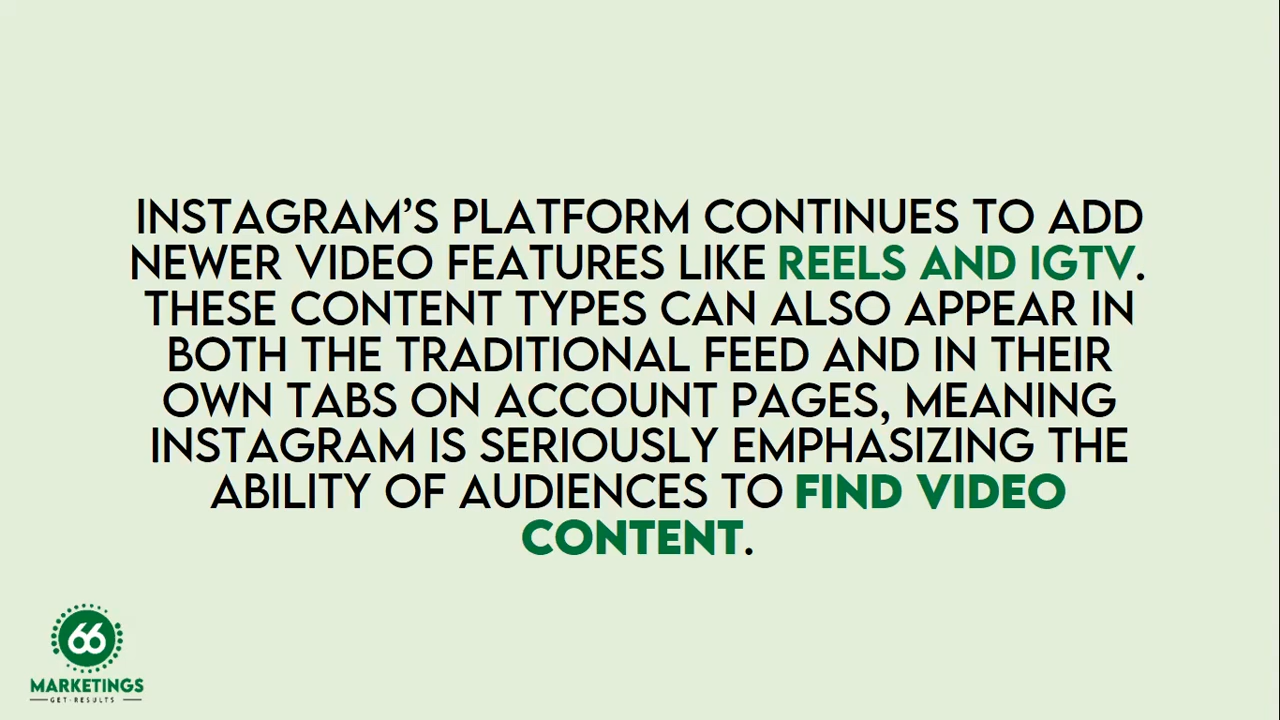 INSTAGRAM’S PLATFORM CONTINUES TO ADD
NEWER VIDEO FEATURES LIKE REELS AND IGTV.
THESE CONTENT TYPES CAN ALSO APPEAR IN
BOTH THE TRADITIONAL FEED AND IN THEIR
OWN TABS ON ACCOUNT PAGES, MEANING
INSTAGRAM IS SERIOUSLY EMPHASIZING THE
ABILITY OF AUDIENCES TO FIND VIDEO
CONTENT.
66
MARKETINGS
GET-RESULTS